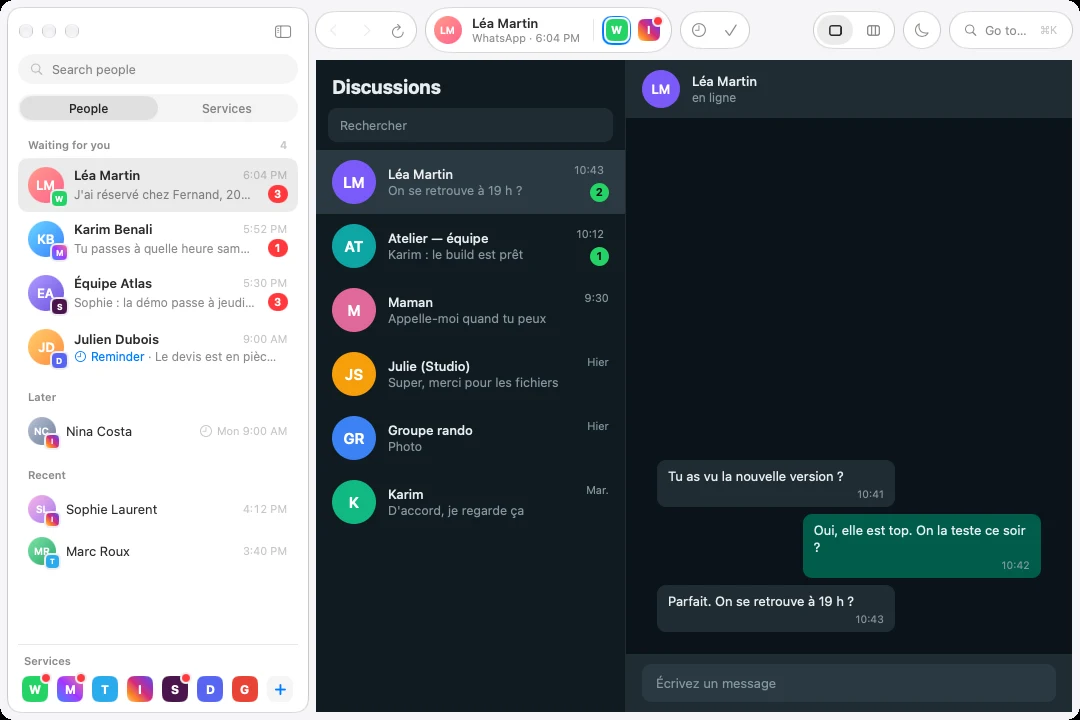 Search people
People
Services
Waiting for you
4
LM
W
Léa Martin
6:04 PM
J'ai réservé chez Fernand, 20...
3
KB
M
Karim Benali
5:52 PM
Tu passes à quelle heure sam...
1
EA
S
Équipe Atlas
5:30 PM
Sophie : la démo passe à jeudi...
3
JD
D
Julien Dubois
9:00 AM
Reminder · Le devis est en pièc...
Later
NC
I
Nina Costa
Mon 9:00 AM
Recent
SL
I
Sophie Laurent
4:12 PM
MR
T
Marc Roux
3:40 PM
Services
W
M
T
I
S
D
G
+
LM
Léa Martin
WhatsApp · 6:04 PM
W
I
Go to...
⌘K
Discussions
Rechercher
LM
Léa Martin
10:43
On se retrouve à 19 h ?
2
AT
Atelier — équipe
10:12
Karim : le build est prêt
1
M
Maman
9:30
Appelle-moi quand tu peux
JS
Julie (Studio)
Hier
Super, merci pour les fichiers
GR
Groupe rando
Hier
Photo
K
Karim
Mar.
D'accord, je regarde ça
LM
Léa Martin
en ligne
Tu as vu la nouvelle version ?
10:41
Oui, elle est top. On la teste ce soir
?
10:42
Parfait. On se retrouve à 19 h ?
10:43
Écrivez un message